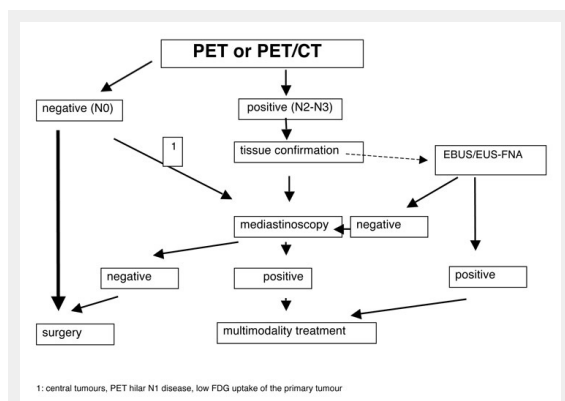 PET or PET/CT
negative (N0)
positive (N2-N3)
1
tissue confirmation
EBUS/EUS-FNA
mediastinoscopy
negative
negative
positive
positive
surgery
multimodality treatment
1: central tumours, PET hilar N1 disease, low FDG uptake of the primary tumour